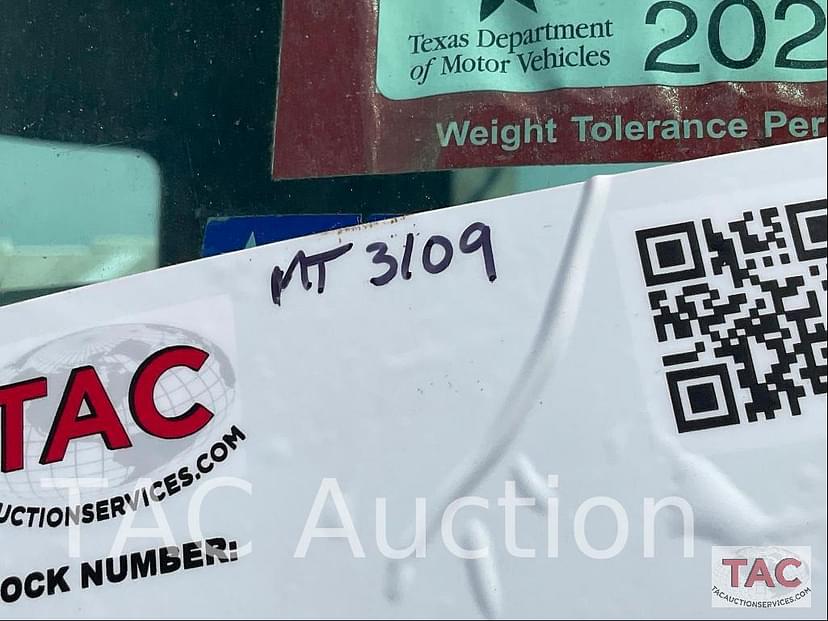 Texas Department
of Motor Vehicles
202
Weight Tolerance Per
MT 3109
TAC
UCTIONSERVICES.COM
OCK NUMBER:
TAC Auction
TAC
TACAUCTIONSERVICES.COM